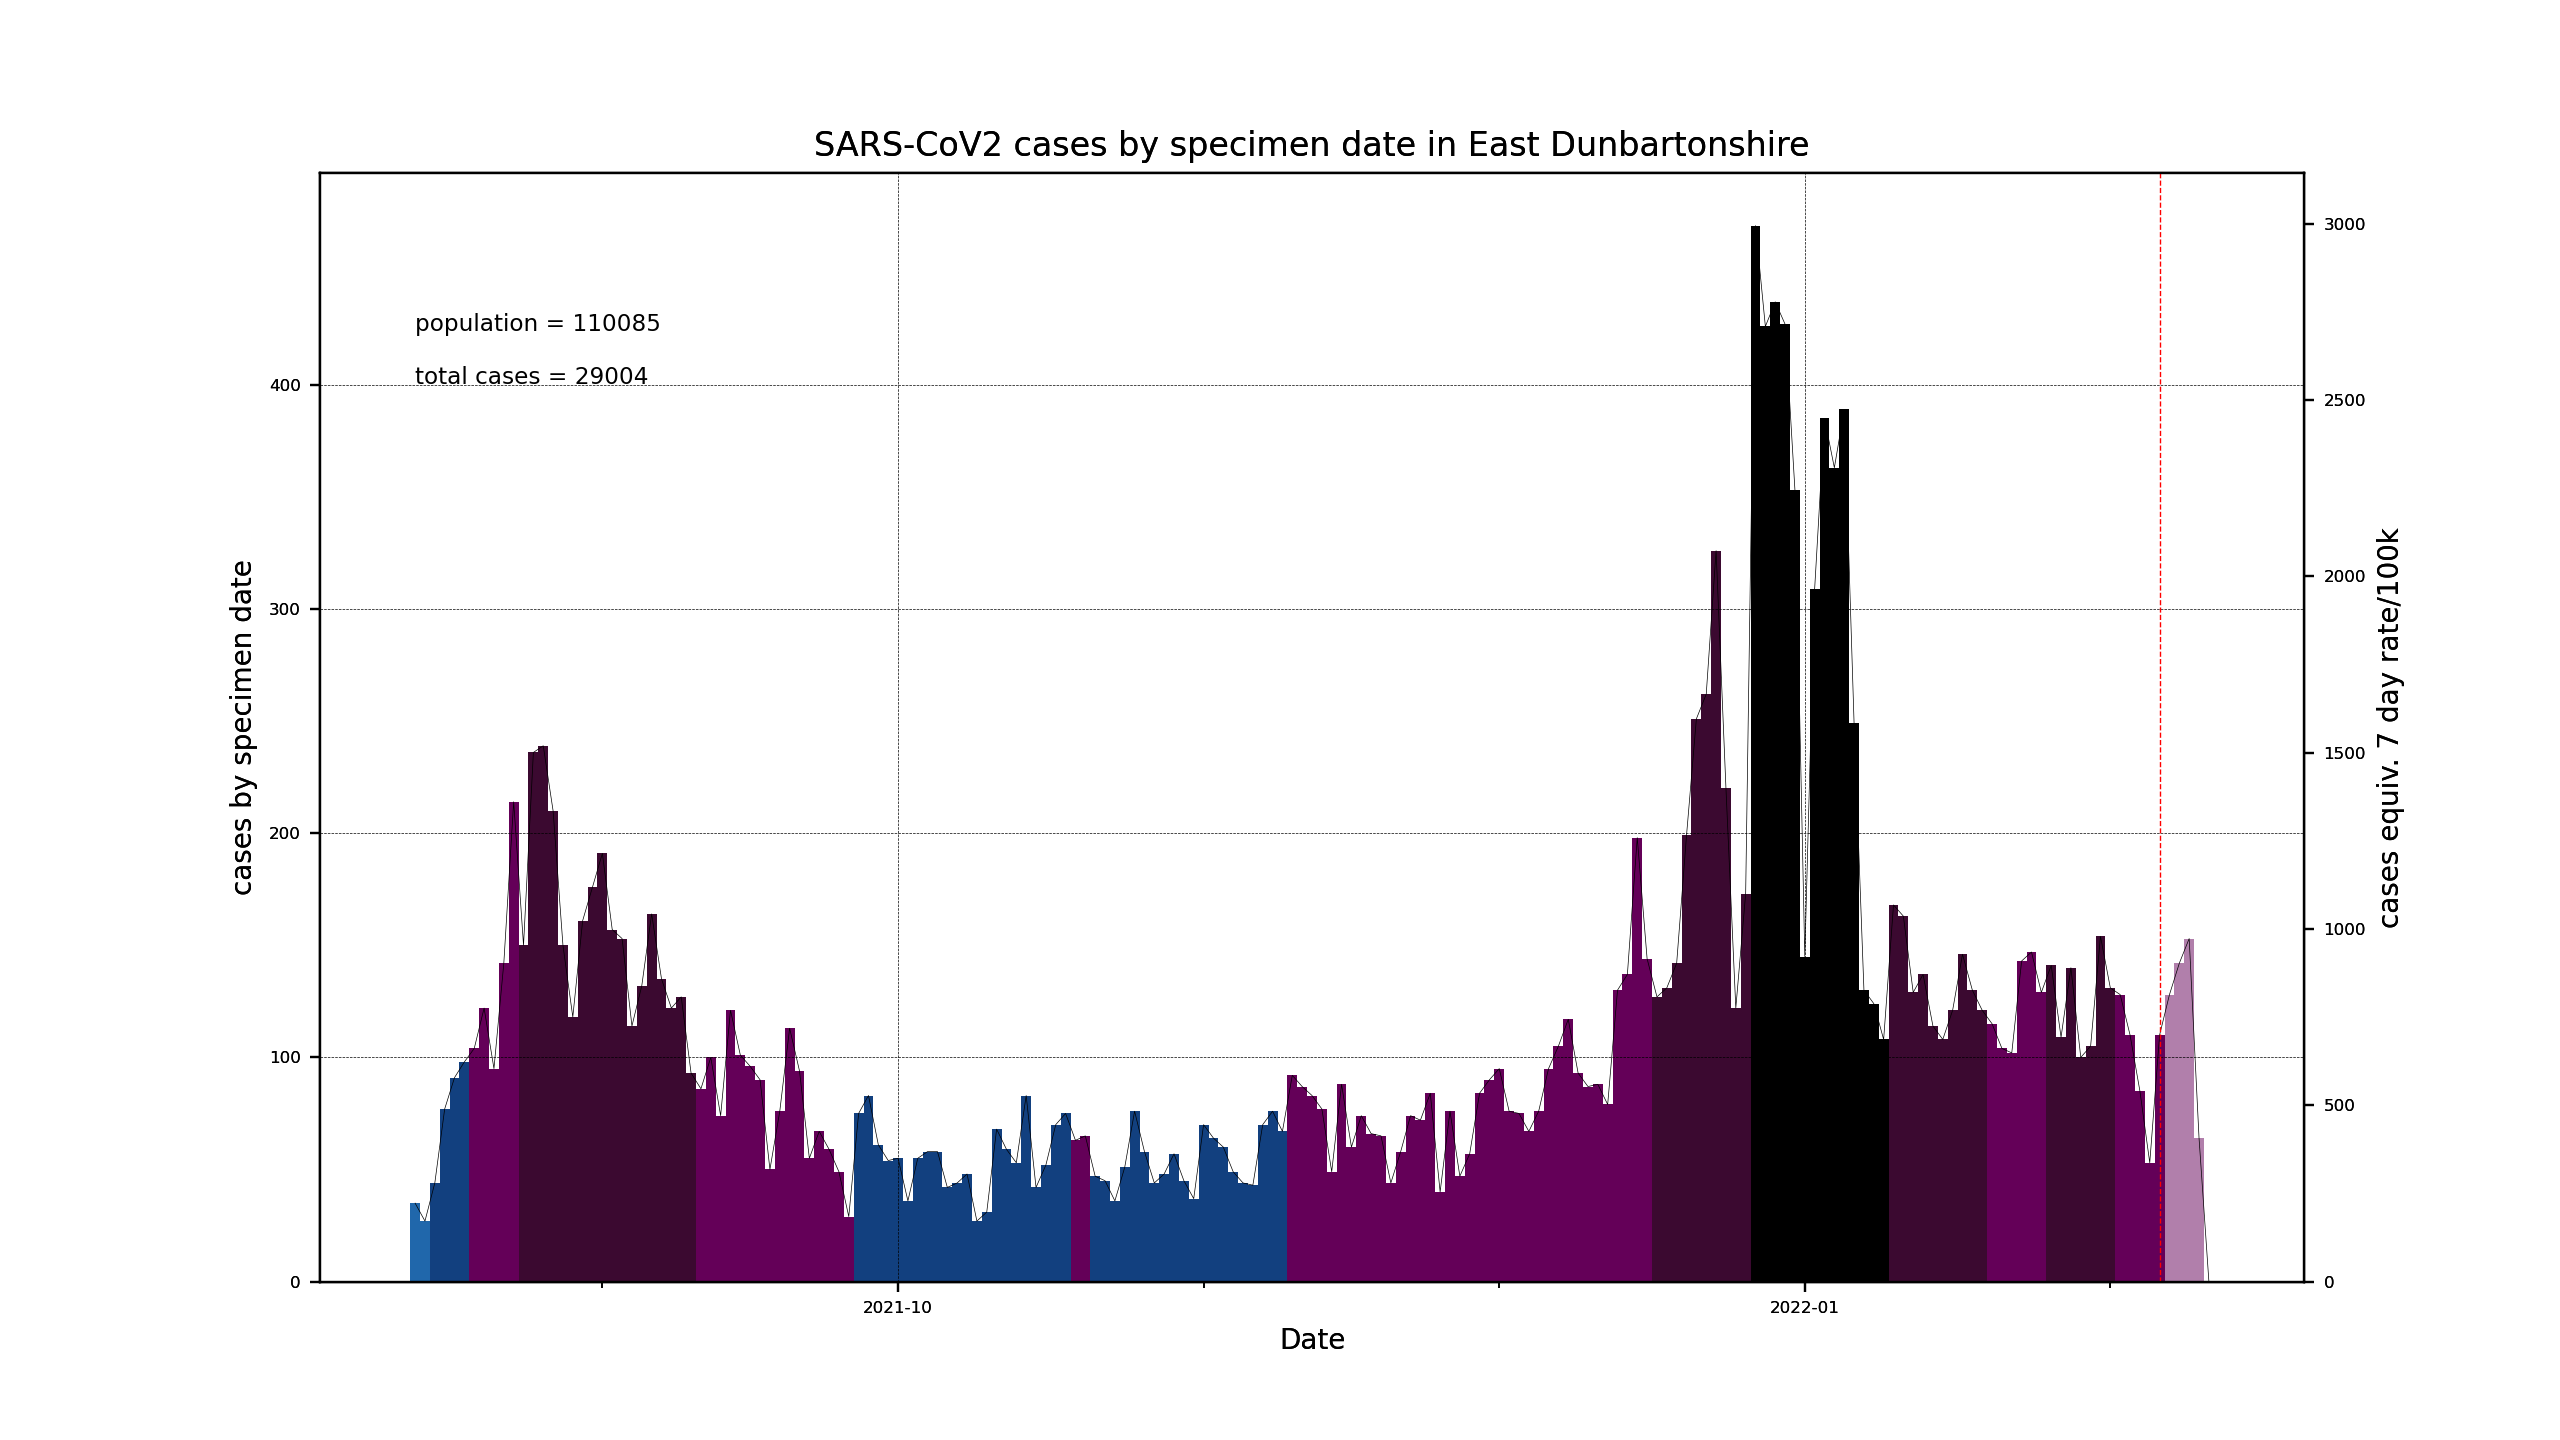 SARS-CoV2 cases by specimen date in East Dunbartonshire
population = 110085
total cases = 29004
cases by specimen date
400
300
200
100
0
3000
2500
2000
1500
1000
500
0
cases equiv. 7 day rate/100k
2021-10
2022-01
Date